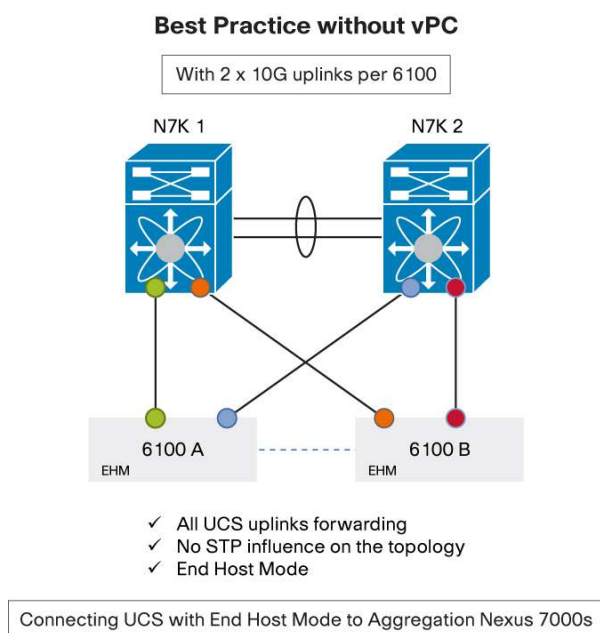 Best Practice without vPC
With 2 x 10G uplinks per 6100
N7K 1
N7K 2
6100 A
EHM
6100 B
EHM
✓ All UCS uplinks forwarding
✓ No STP influence on the topology
✓ End Host Mode
Connecting UCS with End Host Mode to Aggregation Nexus 7000s